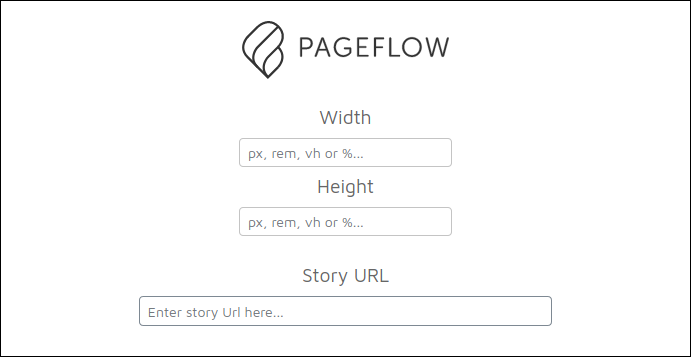 PAGEFLOW
Width
px, rem, vh or %...
Height
px, rem, vh or %...
Story URL
Enter story Url here...